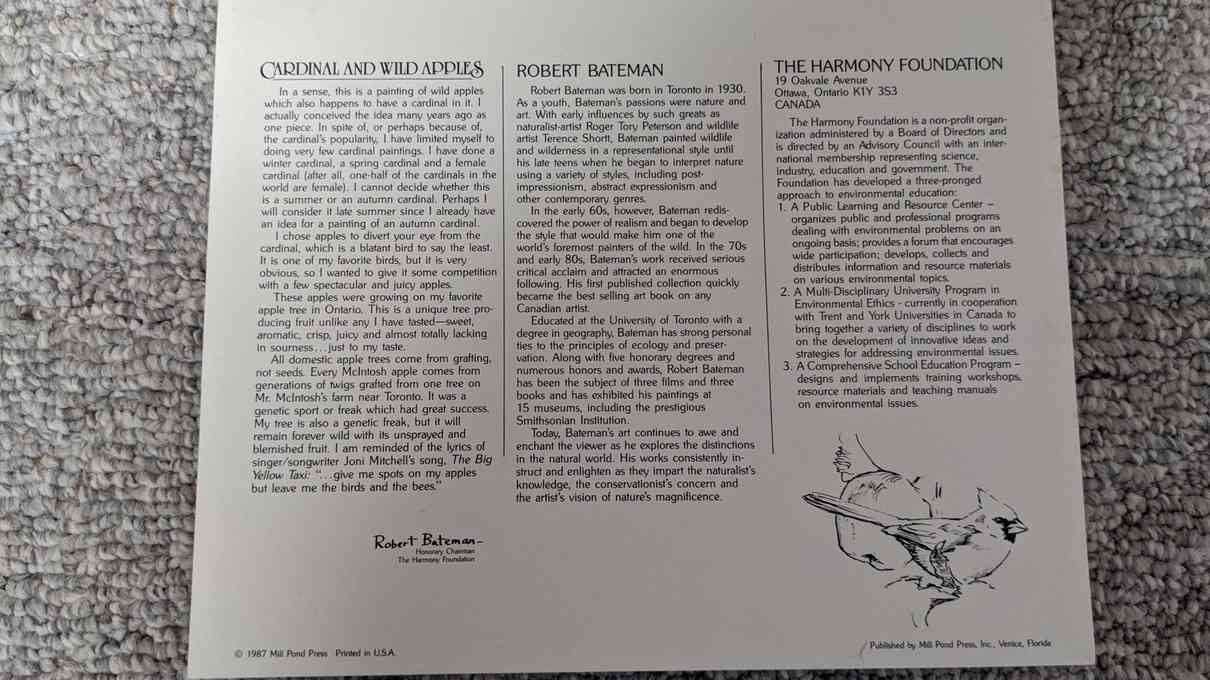 CARDINAL AND WILD APPLES
In a sense, this is a painting of wild apples
which also happens to have a cardinal in it. I
actually conceived the idea many years ago as
one piece. In spite of, or perhaps because of,
the cardinal's popularity, I have limited myself to
doing very few cardinal paintings. I have done a
winter cardinal, a spring cardinal and a female
cardinal (after all, one-half of the cardinals in the
world are female). I cannot decide whether this
is a summer or an autumn cardinal. Perhaps I
will consider it late summer since I already have
an idea for a painting of an autumn cardinal.
I chose apples to divert your eye from the
cardinal, which is a blatant bird to say the least.
It is one of my favorite birds, but it is very
obvious, so I wanted to give it some competition
with a few spectacular and juicy apples.
These apples were growing on my favorite
apple tree in Ontario. This is a unique tree pro-
ducing fruit unlike any I have tasted—sweet,
aromatic, crisp, juicy and almost totally lacking
in sourness...just to my taste.
All domestic apple trees come from grafting,
not seeds. Every McIntosh apple comes from
generations of twigs grafted from one tree on
Mr. McIntosh's farm near Toronto. It was a
genetic sport or freak which had great success.
My tree is also a genetic freak, but it will
remain forever wild with its unsprayed and
blemished fruit. I am reminded of the lyrics of
singer/songwriter Joni Mitchell's song, The Big
Yellow Taxi: "...give me spots on my apples
but leave me the birds and the bees."
Robert Bateman
Honorary Chairman
The Harmony Foundation
© 1987 Mill Pond Press Printed in U.S.A.
ROBERT BATEMAN
Robert Bateman was born in Toronto in 1930.
As a youth, Bateman's passions were nature and
art. With early influences by such greats as
naturalist-artist Roger Tory Peterson and wildlife
artist Terence Shortt, Bateman painted wildlife
and wilderness in a representational style until
his late teens when he began to interpret nature
using a variety of styles, including post-
impressionism, abstract expressionism and
other contemporary genres.
In the early 60s, however, Bateman redis-
covered the power of realism and began to develop
the style that would make him one of the
world's foremost painters of the wild. In the 70s
and early 80s, Bateman's work received serious
critical acclaim and attracted an enormous
following. His first published collection quickly
became the best selling art book on any
Canadian artist.
Educated at the University of Toronto with a
degree in geography, Bateman has strong personal
ties to the principles of ecology and preser-
vation. Along with five honorary degrees and
numerous honors and awards, Robert Bateman
has been the subject of three films and three
books and has exhibited his paintings at
15 museums, including the prestigious
Smithsonian Institution.
Today, Bateman's art continues to awe and
enchant the viewer as he explores the distinctions
in the natural world. His works consistently in-
struct and enlighten as they impart the naturalist's
knowledge, the conservationist's concern and
the artist's vision of nature's magnificence.
THE HARMONY FOUNDATION
19 Oakvale Avenue
Ottawa, Ontario K1Y 3S3
CANADA
The Harmony Foundation is a non-profit organ-
ization administered by a Board of Directors and
is directed by an Advisory Council with an inter-
national membership representing science,
industry, education and government. The
Foundation has developed a three-pronged
approach to environmental education:
1. A Public Learning and Resource Center –
organizes public and professional programs
dealing with environmental problems on an
ongoing basis; provides a forum that encourages
wide participation; develops, collects and
distributes information and resource materials
on various environmental topics.
2. A Multi-Disciplinary University Program in
Environmental Ethics - currently in cooperation
with Trent and York Universities in Canada to
bring together a variety of disciplines to work
on the development of innovative ideas and
strategies for addressing environmental issues.
3. A Comprehensive School Education Program –
designs and implements training workshops,
resource materials and teaching manuals
on environmental issues.
Published by Mill Pond Press, Inc., Venice, Florida